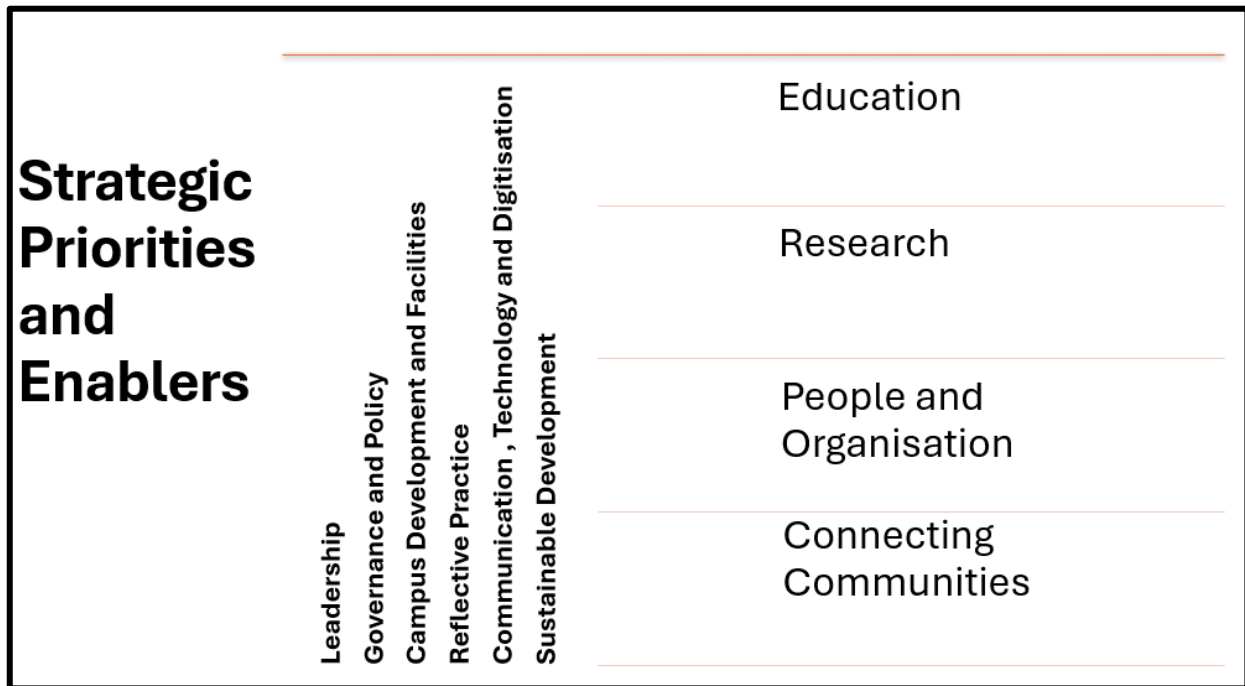 Strategic
Priorities
and
Enablers
Leadership
Governance and Policy
Campus Development and Facilities
Reflective Practice
Communication , Technology and Digitisation
Sustainable Development
Education
Research
People and
Organisation
Connecting
Communities